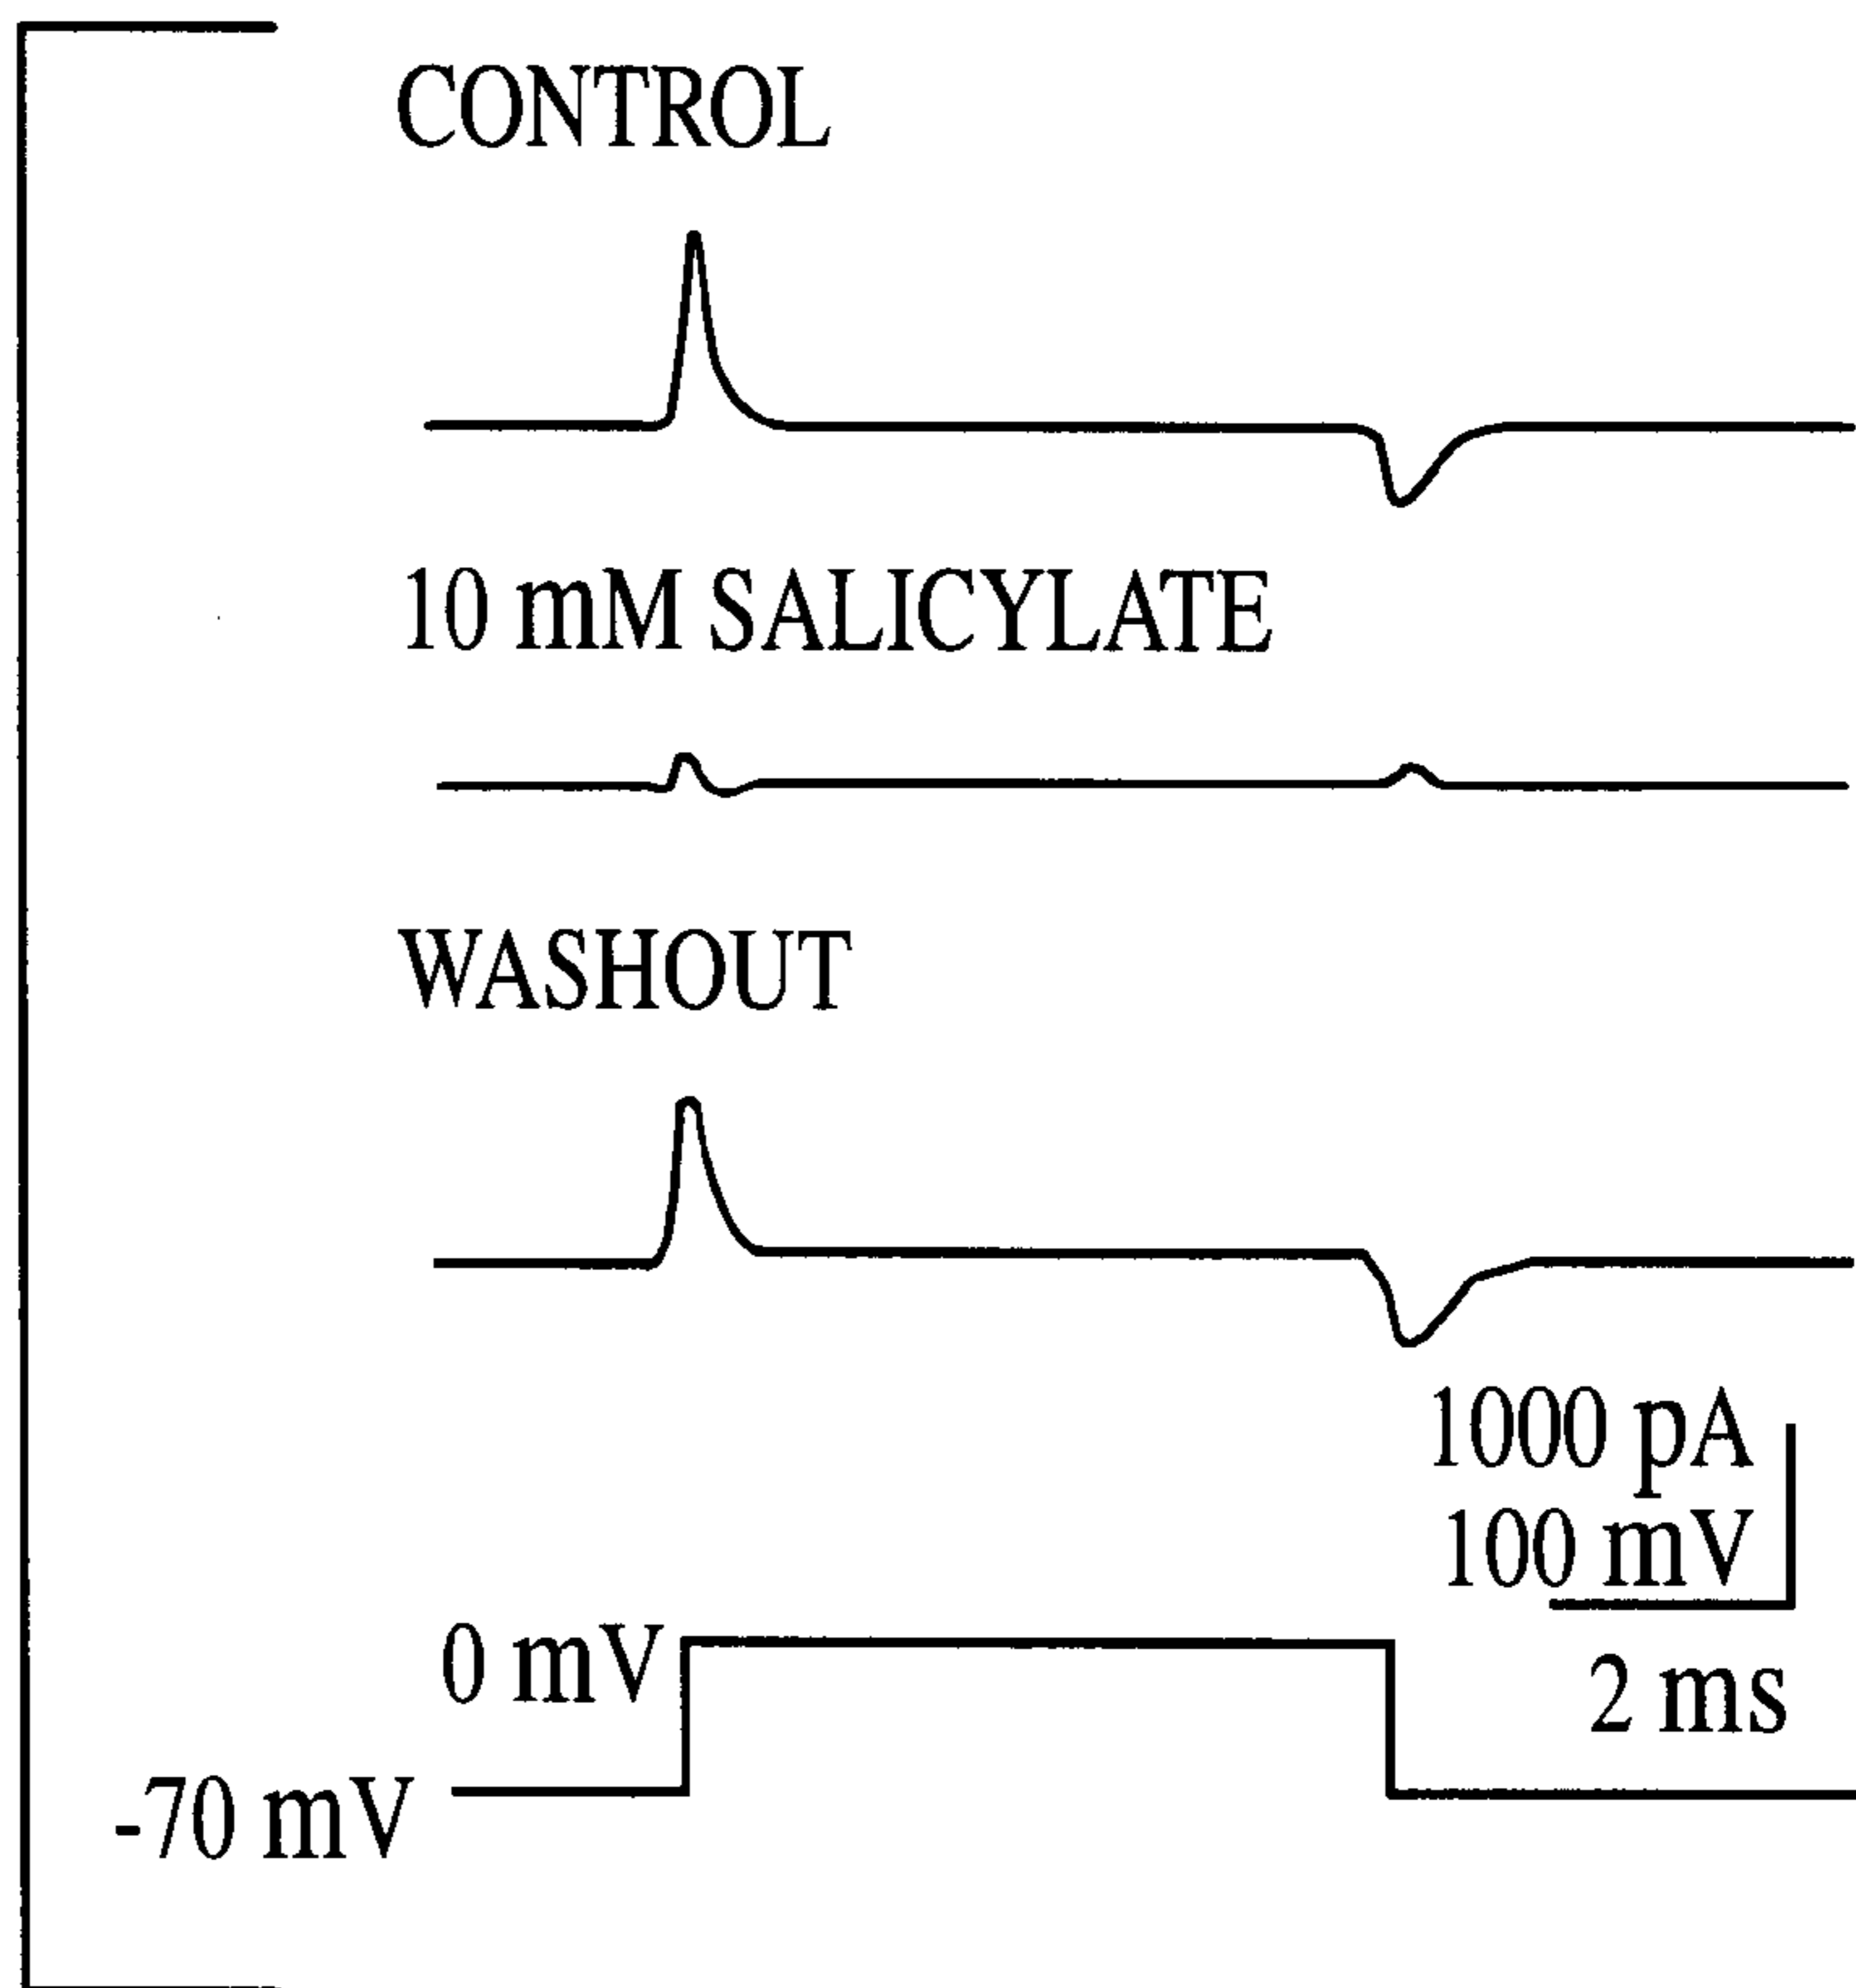 CONTROL
10 mM SALICYLATE
WASHOUT
1000 pA
100 mV
0 mV
2 ms
-70 mV